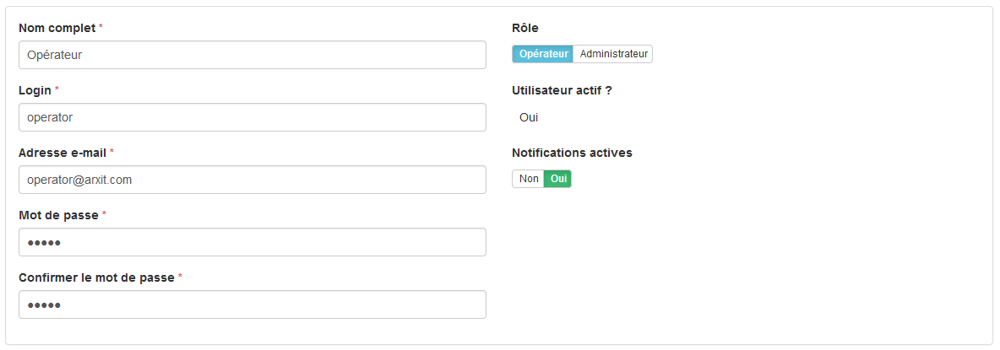 Nom complet *
Opérateur
Login *
operator
Adresse e-mail *
operator@arxit.com
Mot de passe *
●●●●●
Confirmer le mot de passe *
●●●●●
Rôle
Opérateur Administrateur
Utilisateur actif ?
Oui
Notifications actives
Non Oui